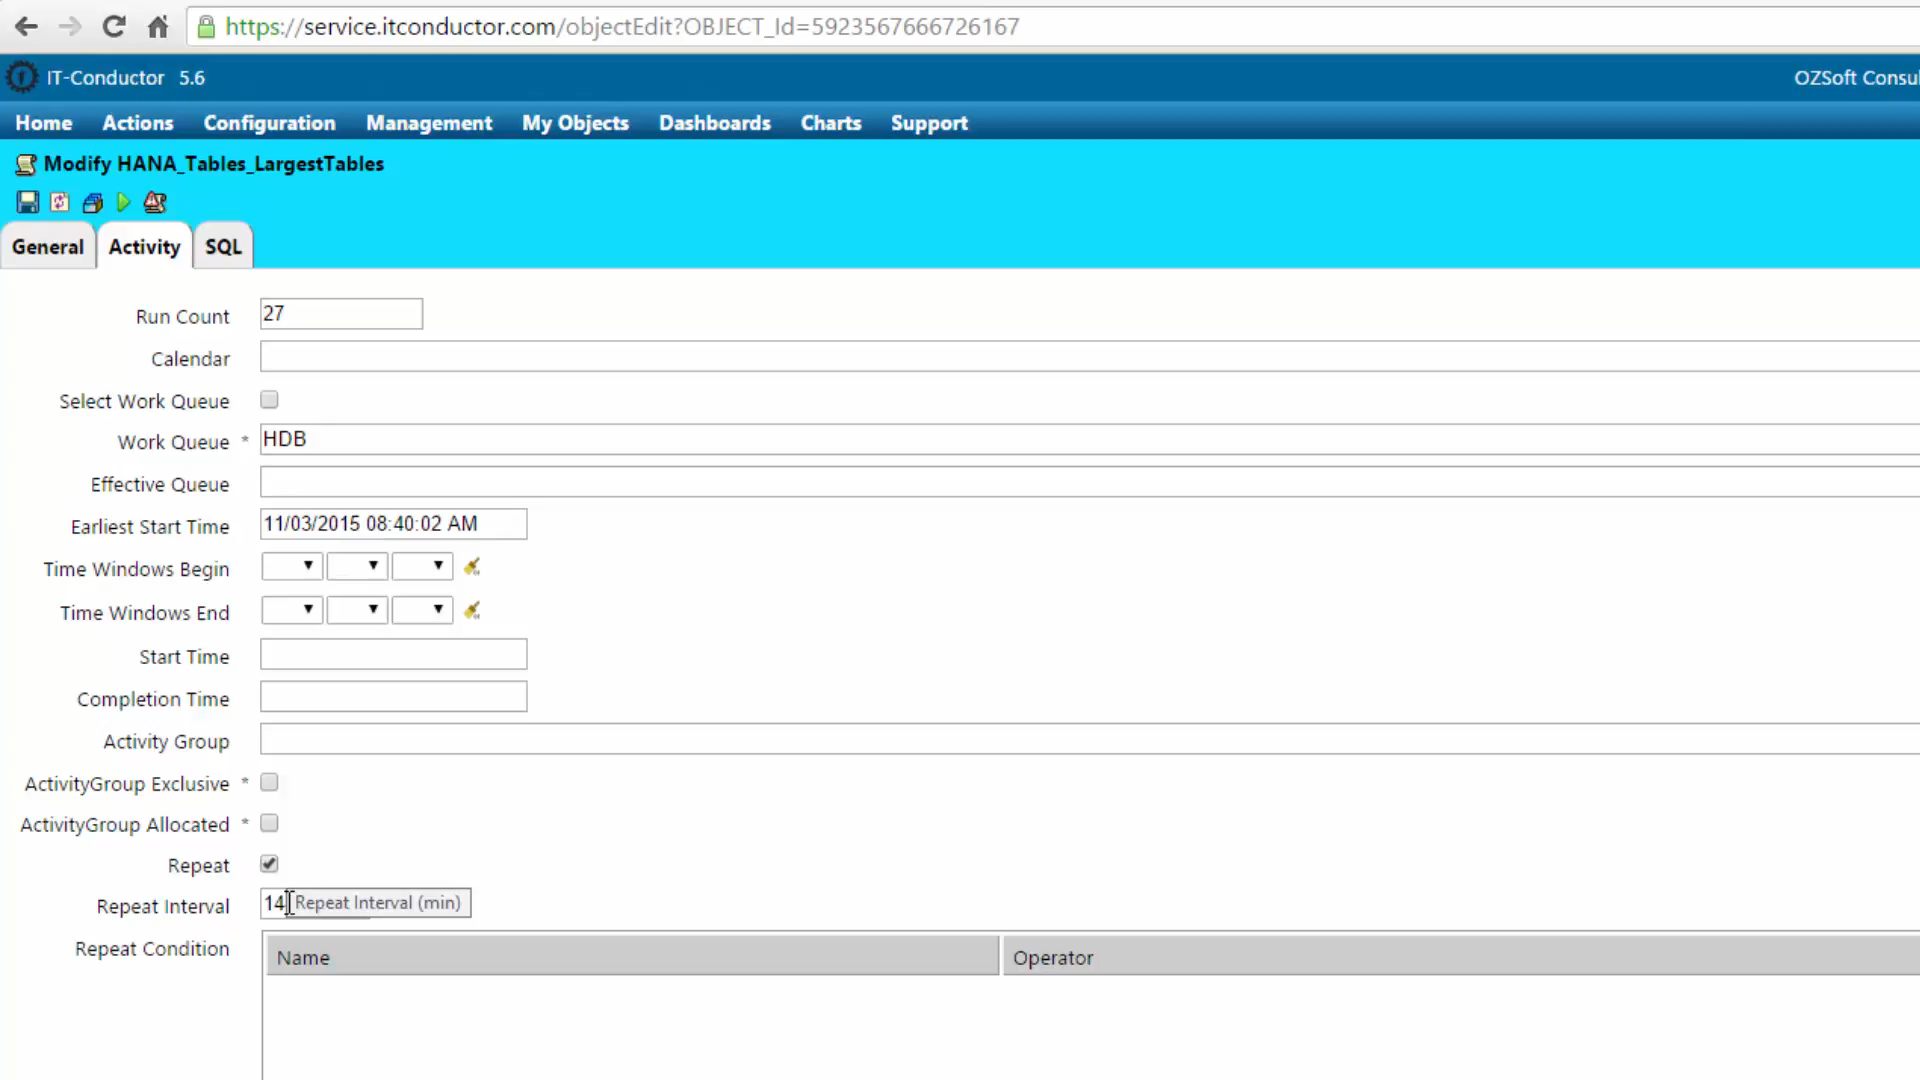 https://service.itconductor.com/objectEdit?OBJECT_Id=5923567666726167
IT-Conductor 5.6
OZSoft Consul
Home Actions Configuration Management My Objects Dashboards Charts Support
Modify HANA_Tables_LargestTables
General Activity SQL
Run Count 27
Calendar
Select Work Queue
Work Queue * HDB
Effective Queue
Earliest Start Time 11/03/2015 08:40:02 AM
Time Windows Begin
Time Windows End
Start Time
Completion Time
Activity Group
ActivityGroup Exclusive *
ActivityGroup Allocated *
Repeat
Repeat Interval 14 Repeat Interval (min)
Repeat Condition
Name Operator